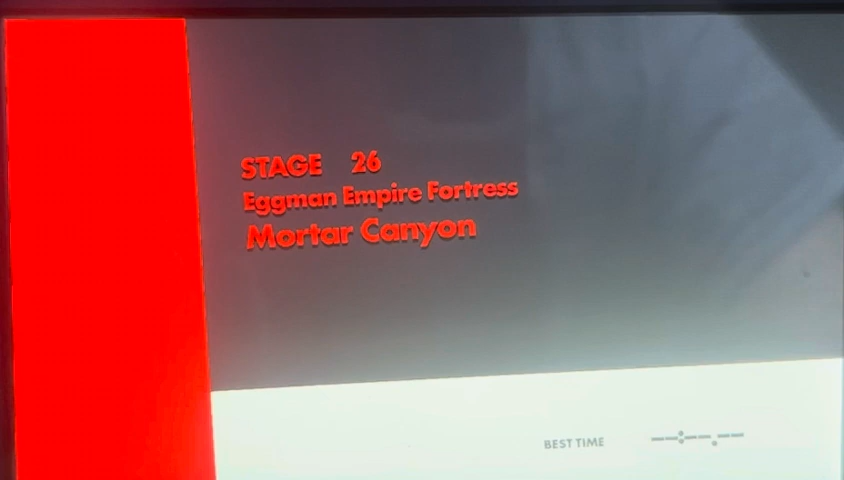 STAGE 26
Eggman Empire Fortress
Mortar Canyon
BEST TIME --:--.--